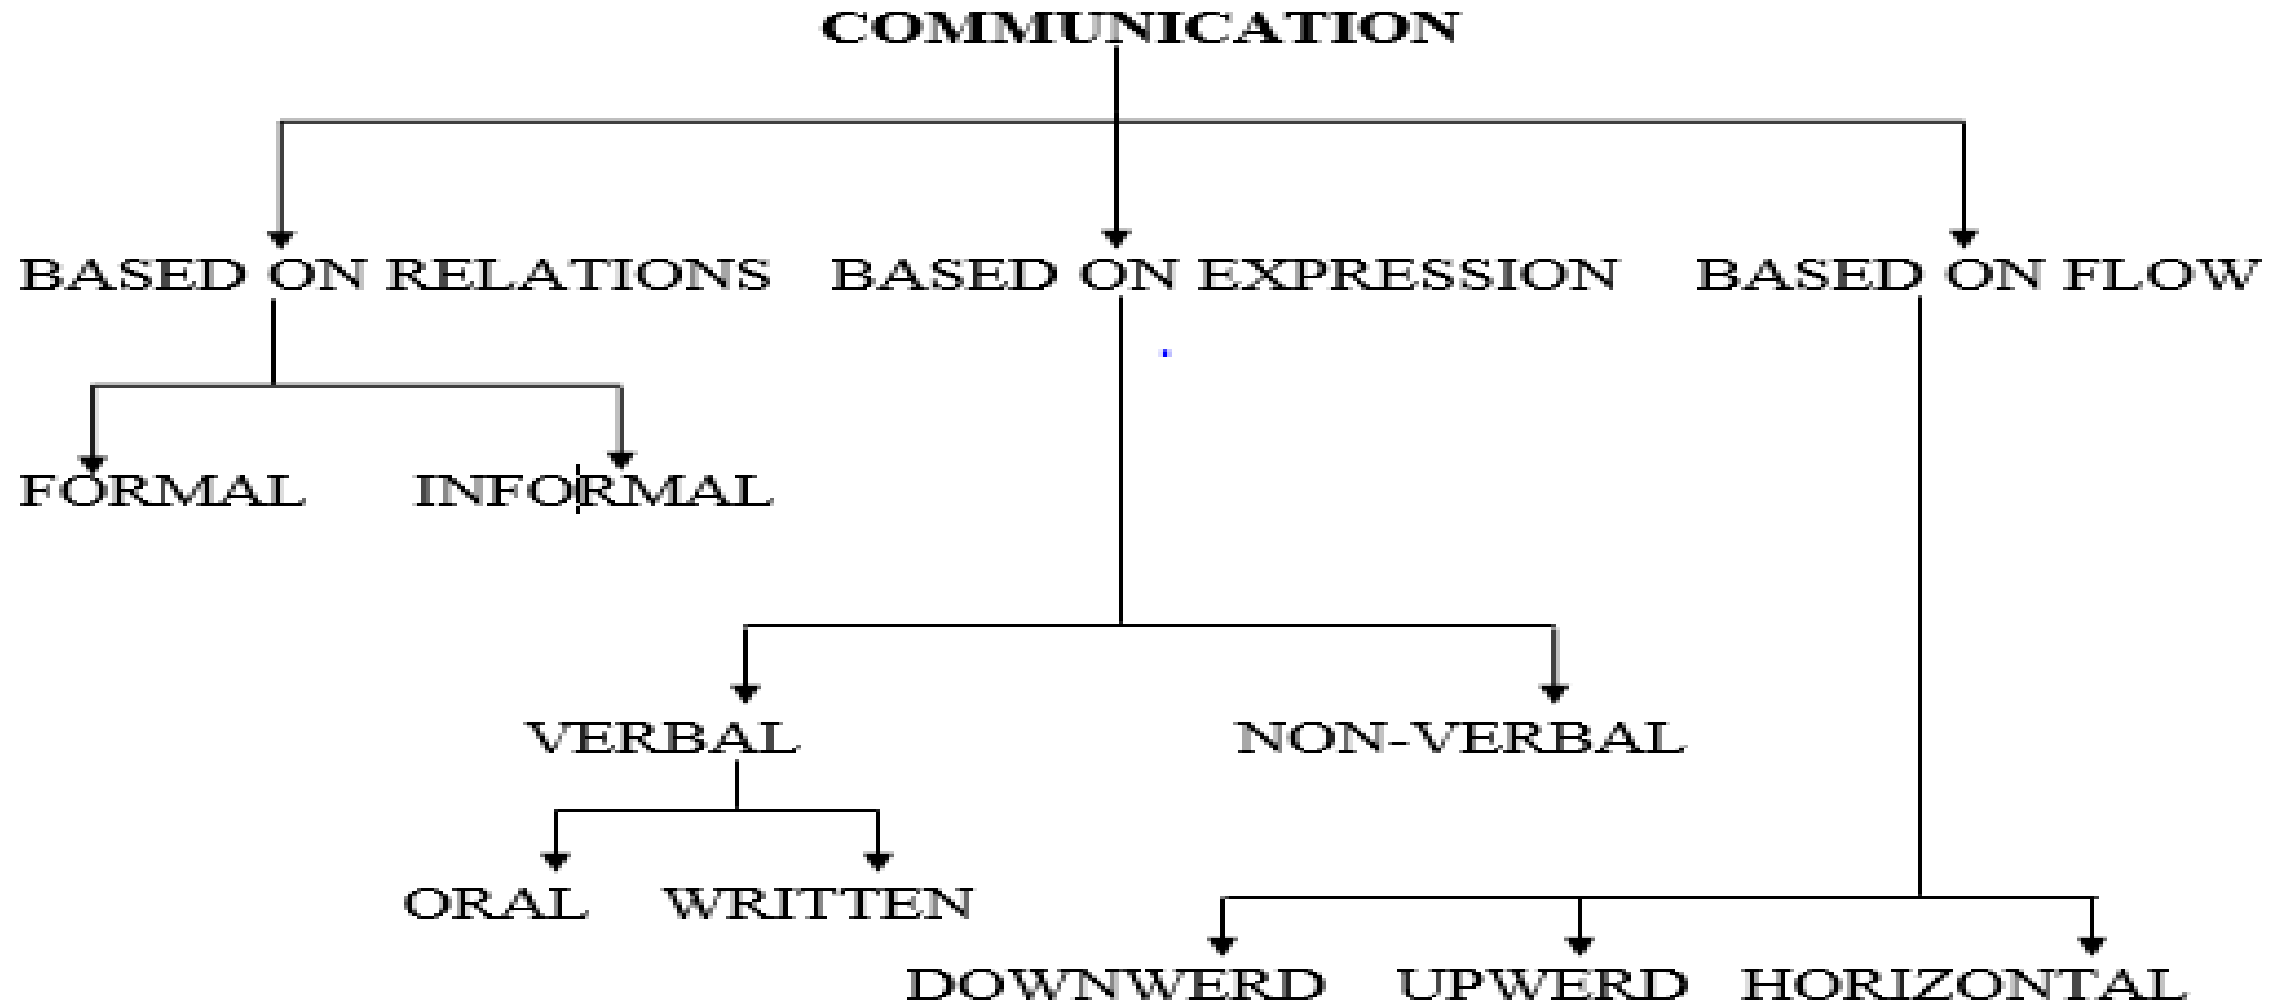 COMMUNICATION
BASED ON RELATIONS BASED ON EXPRESSION BASED ON FLOW
FORMAL INFORMAL
VERBAL NON-VERBAL
ORAL WRITTEN
DOWNWERD UPWERD HORIZONTAL